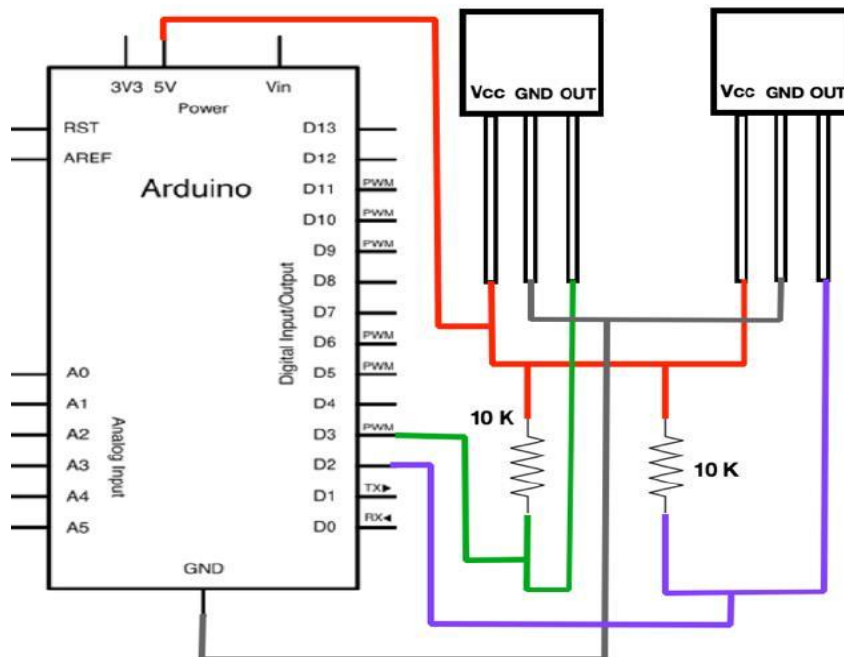 3V3 5V Vin
Power
Vcc GND OUT
Vcc GND OUT
RST
AREF
Arduino
A0
A1
A2
A3
A4
A5
Analog Input
Digital Input/Output
D13
D12
D11 PWM
D10 PWM
D9 PWM
D8
D7
D6 PWM
D5 PWM
D4
D3 PWM
D2
D1 TX▶
D0 RX◀
GND
10 K
10 K